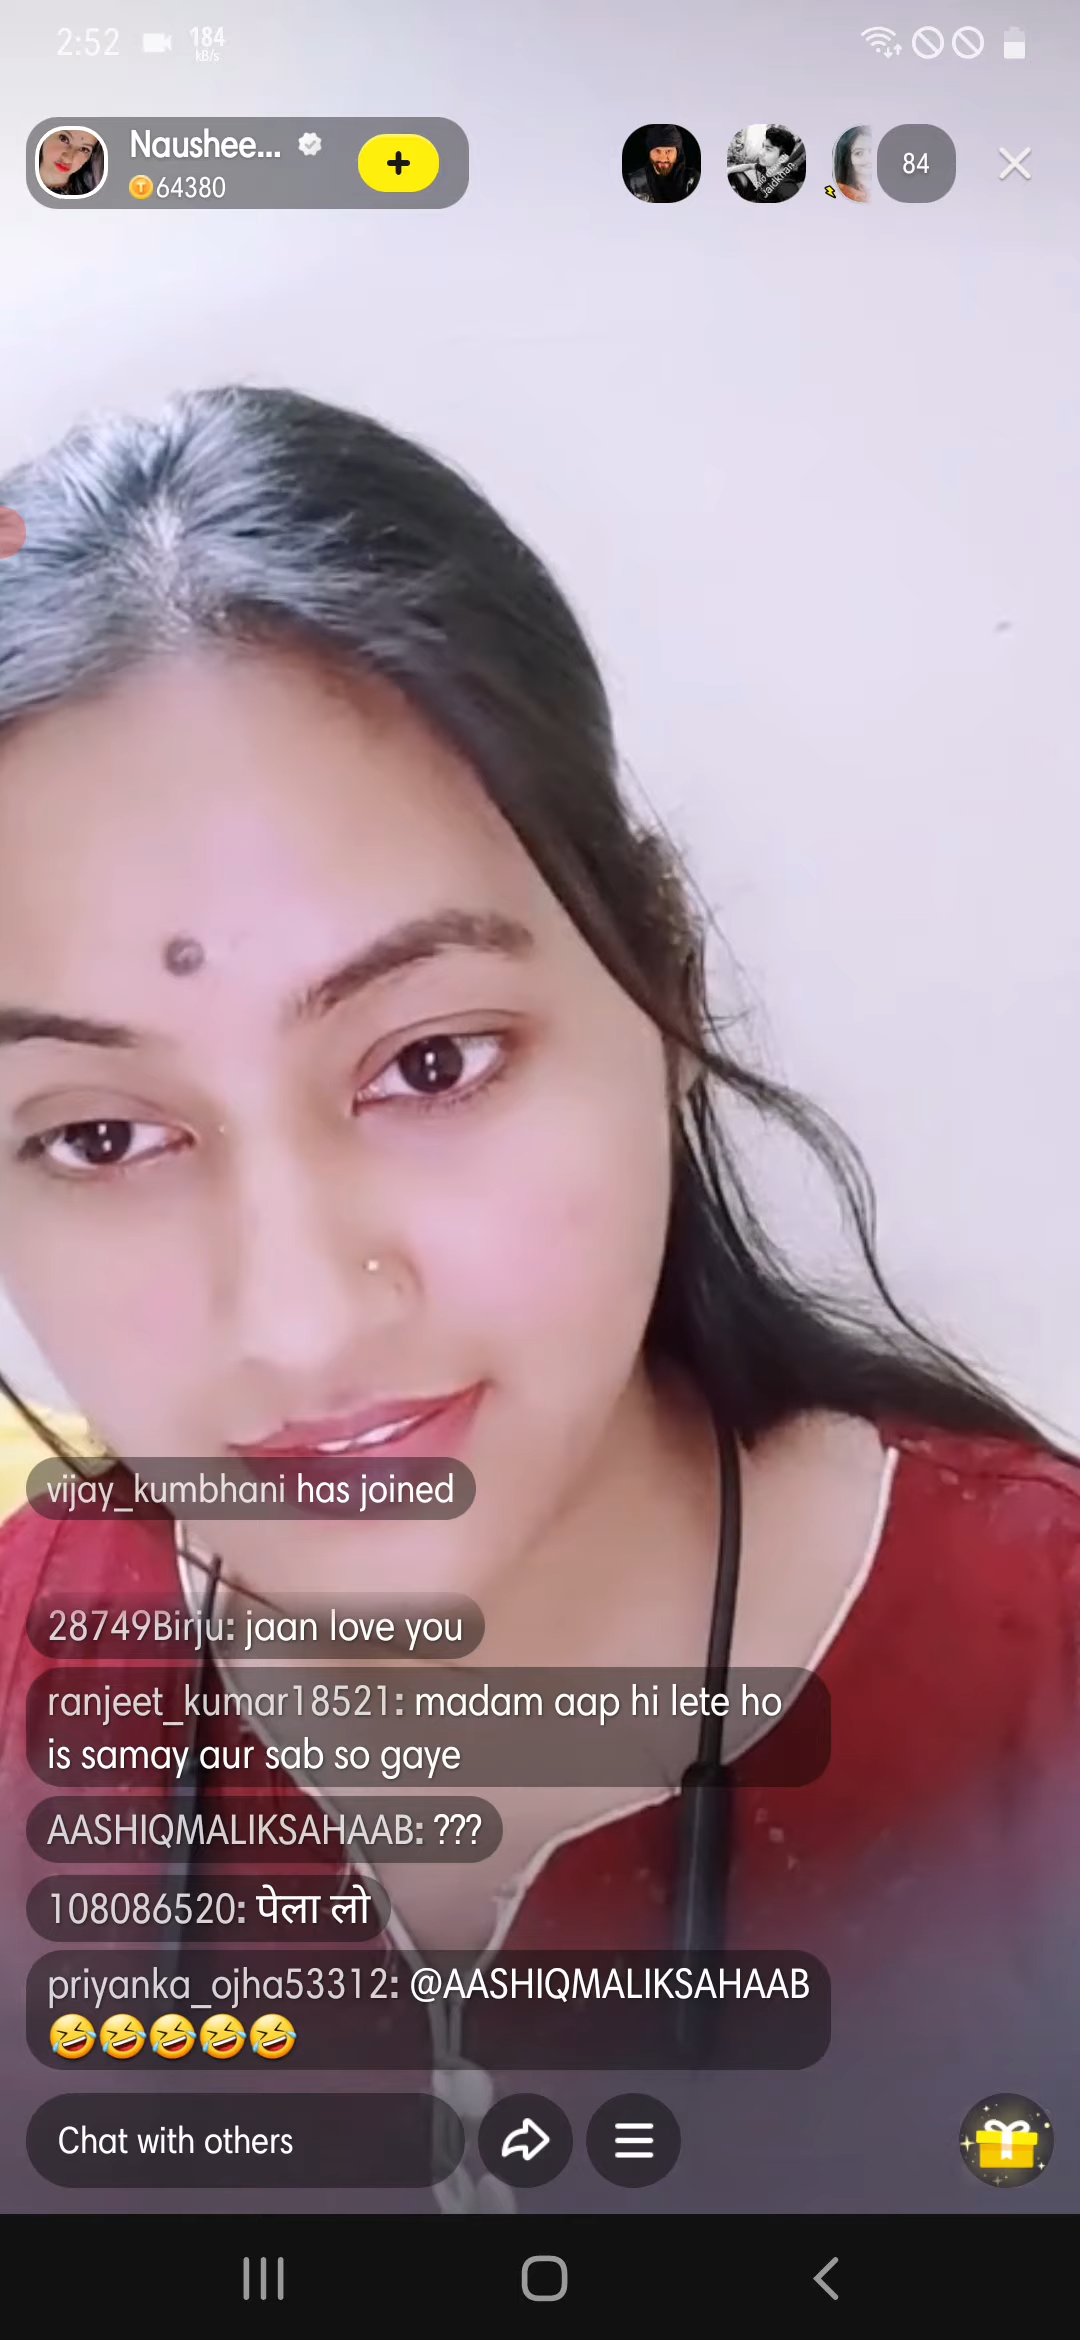 2:52 184
kB/s
Naushee...
64380
84
Jaidkhan
vijay_kumbhani has joined
28749Birju: jaan love you
ranjeet_kumar18521: madam aap hi lete ho
is samay aur sab so gaye
AASHIQMALIKSAHAAB: ???
108086520: पेला लो
priyanka_ojha53312: @AASHIQMALIKSAHAAB
🤣🤣🤣🤣🤣
Chat with others